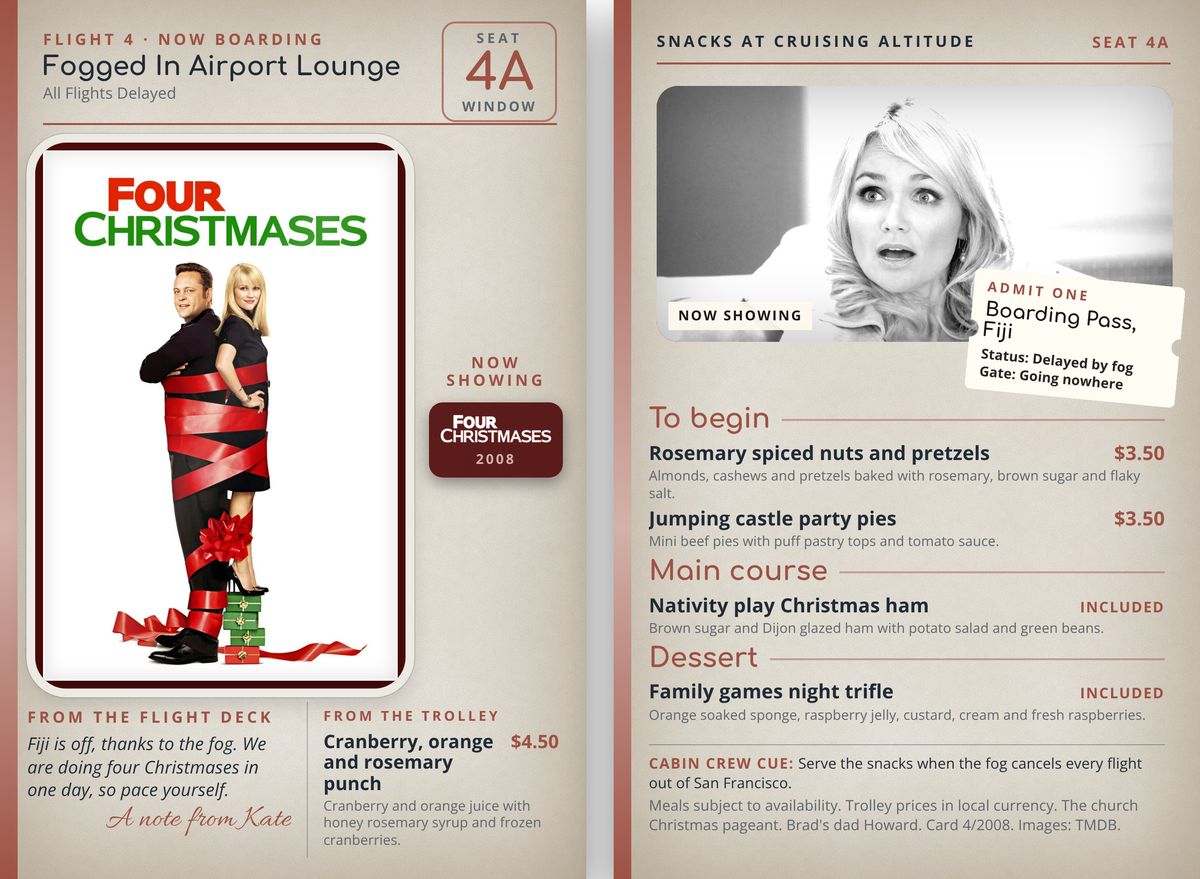 FLIGHT 4 · NOW BOARDING
Fogged In Airport Lounge
All Flights Delayed
SEAT
4A
WINDOW
FOUR
CHRISTMASES
NOW
SHOWING
FOUR
CHRISTMASES
2008
FROM THE FLIGHT DECK
Fiji is off, thanks to the fog. We
are doing four Christmases in
one day, so pace yourself.
A note from Kate
FROM THE TROLLEY
Cranberry, orange $4.50
and rosemary
punch
Cranberry and orange juice with
honey rosemary syrup and frozen
cranberries.
SNACKS AT CRUISING ALTITUDE
SEAT 4A
NOW SHOWING
ADMIT ONE
Boarding Pass,
Fiji
Status: Delayed by fog
Gate: Going nowhere
To begin
Rosemary spiced nuts and pretzels $3.50
Almonds, cashews and pretzels baked with rosemary, brown sugar and flaky
salt.
Jumping castle party pies $3.50
Mini beef pies with puff pastry tops and tomato sauce.
Main course
Nativity play Christmas ham INCLUDED
Brown sugar and Dijon glazed ham with potato salad and green beans.
Dessert
Family games night trifle INCLUDED
Orange soaked sponge, raspberry jelly, custard, cream and fresh raspberries.
CABIN CREW CUE: Serve the snacks when the fog cancels every flight
out of San Francisco.
Meals subject to availability. Trolley prices in local currency. The church
Christmas pageant. Brad's dad Howard. Card 4/2008. Images: TMDB.